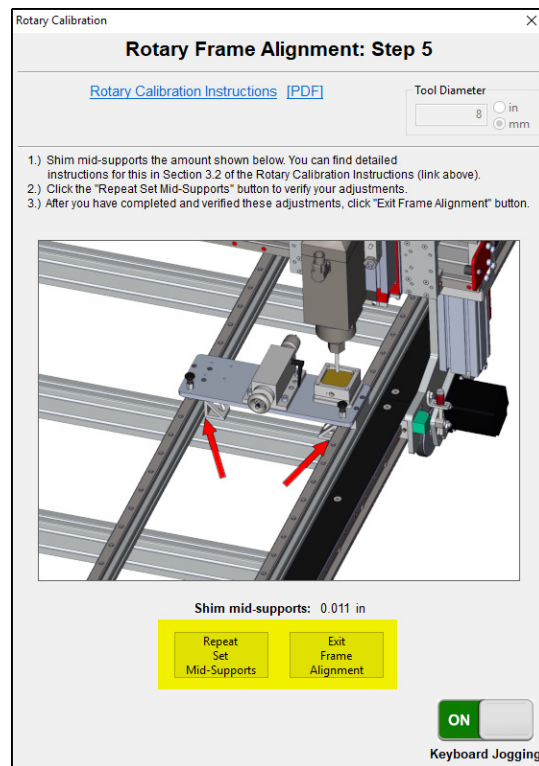 Rotary Calibration
Rotary Frame Alignment: Step 5
Rotary Calibration Instructions [PDF]
Tool Diameter
8
in
mm
1.) Shim mid-supports the amount shown below. You can find detailed
instructions for this in Section 3.2 of the Rotary Calibration Instructions (link above).
2.) Click the "Repeat Set Mid-Supports" button to verify your adjustments.
3.) After you have completed and verified these adjustments, click "Exit Frame Alignment" button.
Shim mid-supports: 0.011 in
Repeat
Set
Mid-Supports
Exit
Frame
Alignment
ON
Keyboard Jogging